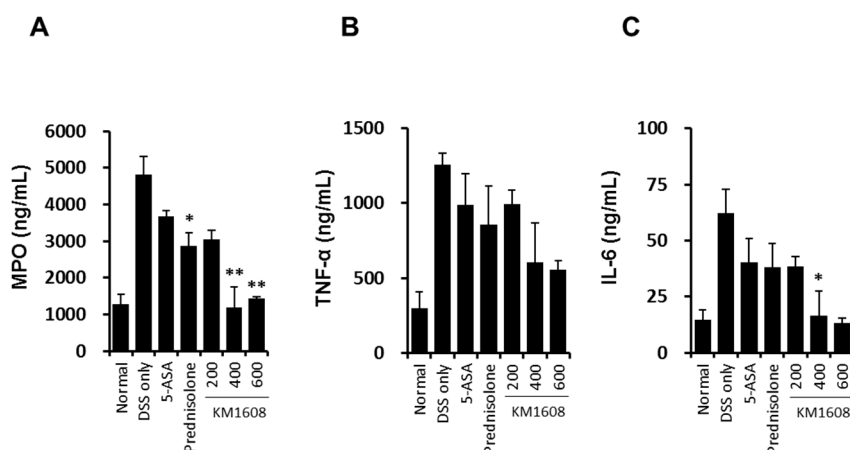 A
B
C
MPO (ng/mL)
6000
5000
4000
3000
2000
1000
0
*
**
**
Normal
DSS only
5-ASA
Prednisolone
200
400
600
KM1608
TNF-α (ng/mL)
1500
1000
500
0
Normal
DSS only
5-ASA
Prednisolone
200
400
600
KM1608
IL-6 (ng/mL)
100
75
50
25
0
*
Normal
DSS only
5-ASA
Prednisolone
200
400
600
KM1608